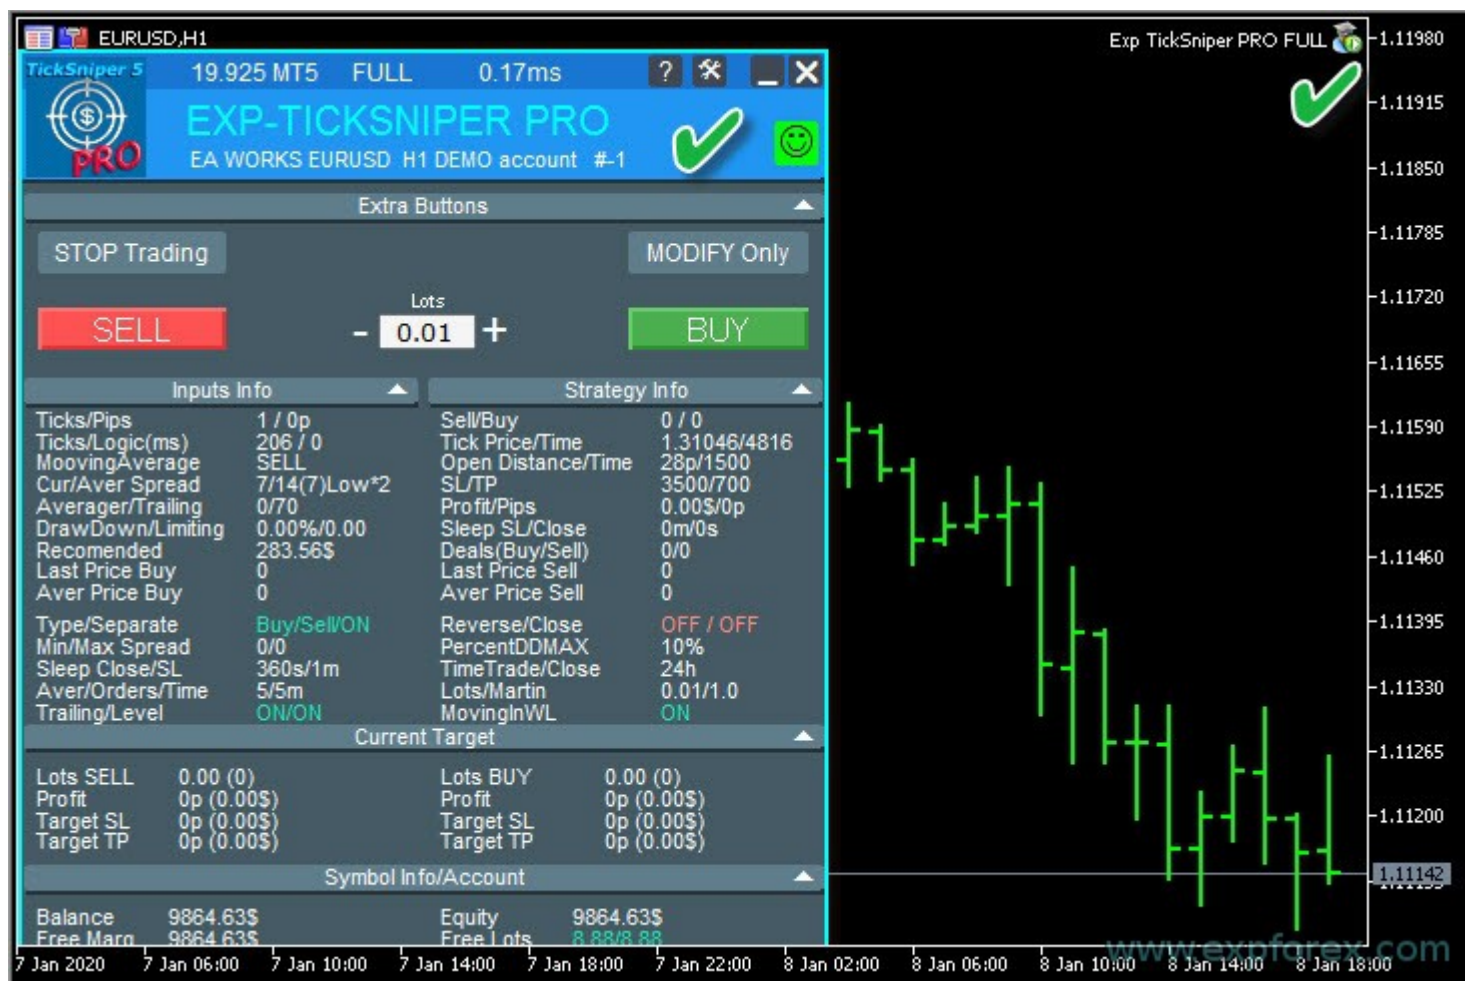 EURUSD,H1
Exp TickSniper PRO FULL
TickSniper 5
19.925 MT5 FULL 0.17ms ?
PRO
EXP-TICKSNIPER PRO
EA WORKS EURUSD H1 DEMO account #-1
Extra Buttons
STOP Trading MODIFY Only
Lots
SELL - 0.01 + BUY
Inputs Info Strategy Info
Ticks/Pips 1 / 0p Sell/Buy 0 / 0
Ticks/Logic(ms) 206 / 0 Tick Price/Time 1.31046/4816
MoovingAverage SELL Open Distance/Time 28p/1500
Cur/Aver Spread 7/14(7)Low*2 SL/TP 3500/700
Averager/Trailing 0/70 Profit/Pips 0.00$/0p
DrawDown/Limiting 0.00%/0.00 Sleep SL/Close 0m/0s
Recomended 283.56$ Deals(Buy/Sell) 0/0
Last Price Buy 0 Last Price Sell 0
Aver Price Buy 0 Aver Price Sell 0
Type/Separate Buy/Sell/ON Reverse/Close OFF / OFF
Min/Max Spread 0/0 PercentDDMAX 10%
Sleep Close/SL 360s/1m TimeTrade/Close 24h
Aver/Orders/Time 5/5m Lots/Martin 0.01/1.0
Trailing/Level ON/ON MovingInWL ON
Current Target
Lots SELL 0.00 (0) Lots BUY 0.00 (0)
Profit 0p (0.00$) Profit 0p (0.00$)
Target SL 0p (0.00$) Target SL 0p (0.00$)
Target TP 0p (0.00$) Target TP 0p (0.00$)
Symbol Info/Account
Balance 9864.63$ Equity 9864.63$
Free Marg 9864.63$ Free Lots 8.88/8.88
1.11980
1.11915
1.11850
1.11785
1.11720
1.11655
1.11590
1.11525
1.11460
1.11395
1.11330
1.11265
1.11200
1.11142
www.expforex.com
7 Jan 2020 7 Jan 06:00 7 Jan 10:00 7 Jan 14:00 7 Jan 18:00 7 Jan 22:00 8 Jan 02:00 8 Jan 06:00 8 Jan 10:00 8 Jan 14:00 8 Jan 18:00